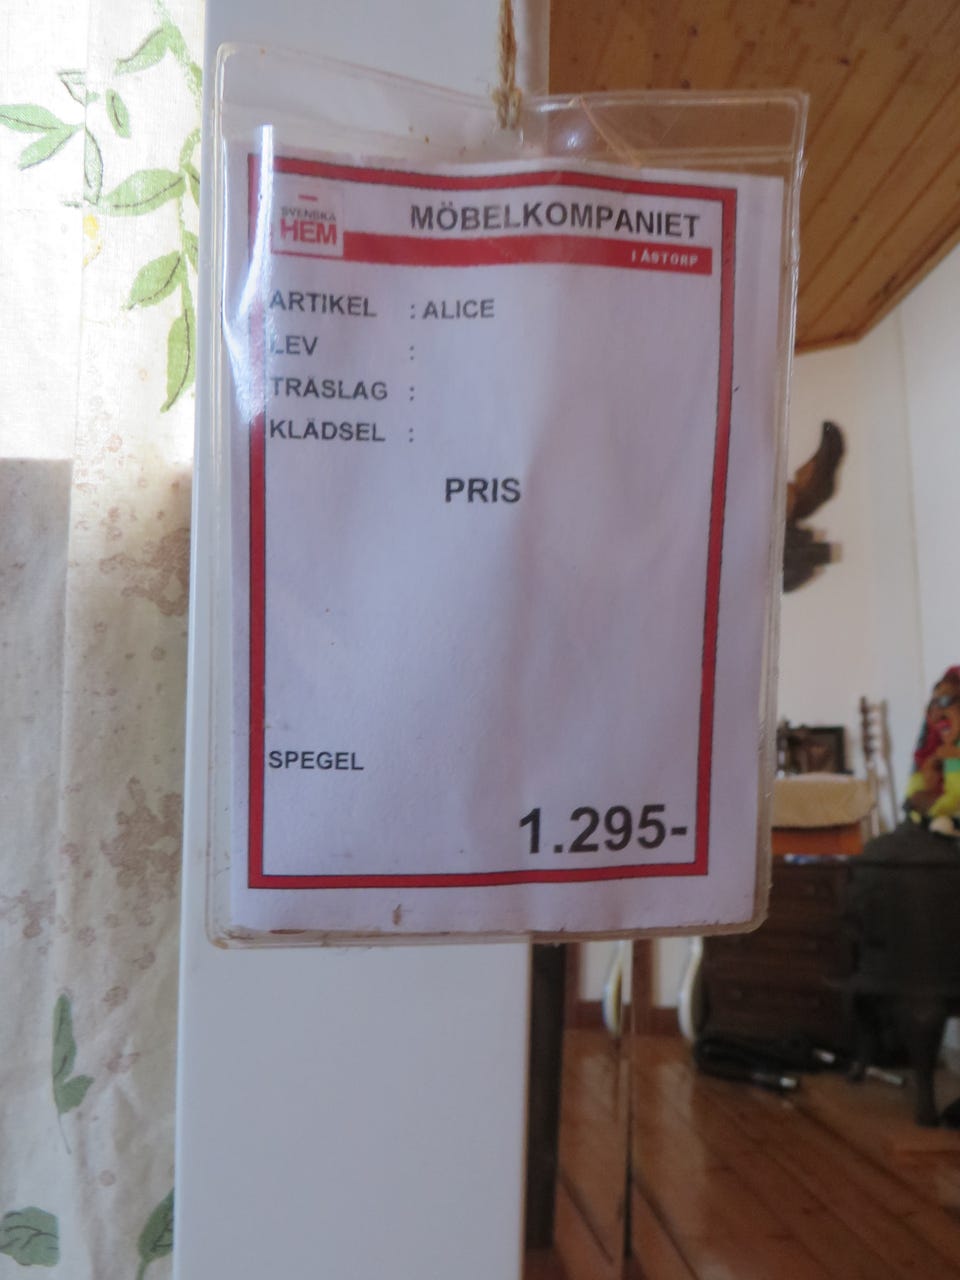 SVENSKA
HEM
MÖBELKOMPANIET
I ÅSTORP
ARTIKEL : ALICE
LEV :
TRÄSLAG :
KLÄDSEL :
PRIS
SPEGEL
1.295-